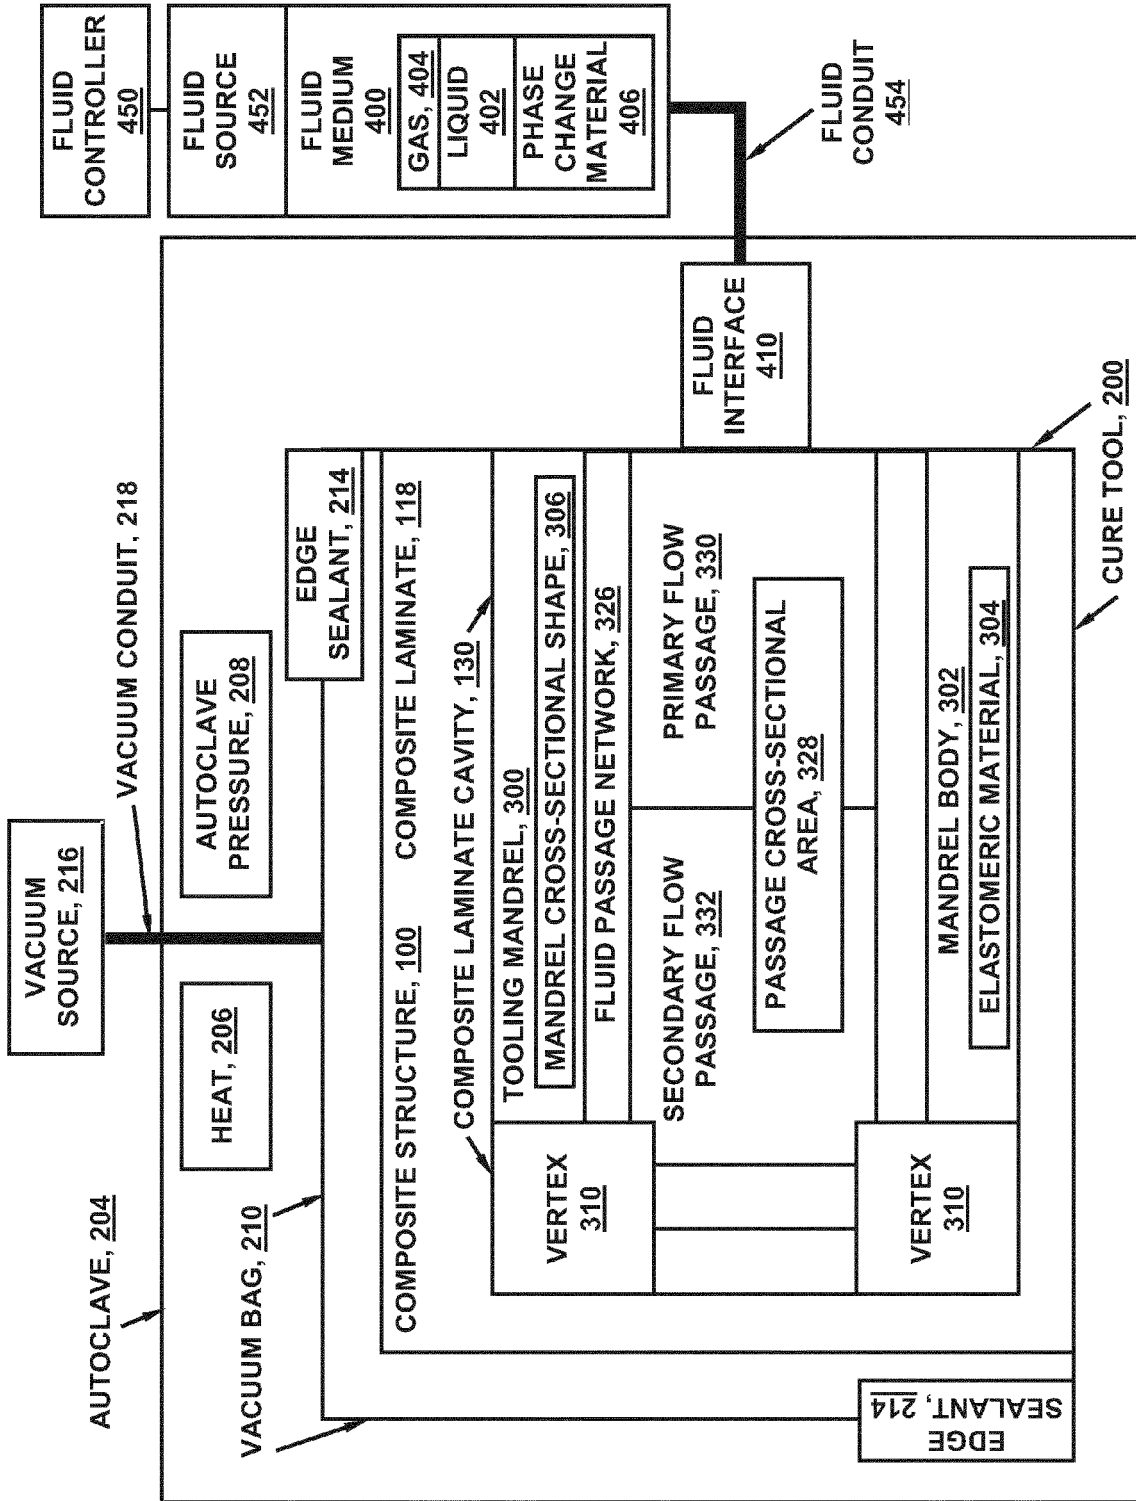 VACUUM
SOURCE, 216
VACUUM CONDUIT, 218
AUTOCLAVE, 204
HEAT, 206
AUTOCLAVE
PRESSURE, 208
VACUUM BAG, 210
EDGE
SEALANT, 214
COMPOSITE STRUCTURE, 100
COMPOSITE LAMINATE, 118
COMPOSITE LAMINATE CAVITY, 130
TOOLING MANDREL, 300
MANDREL CROSS-SECTIONAL SHAPE, 306
FLUID PASSAGE NETWORK, 326
VERTEX
310
SECONDARY FLOW
PASSAGE, 332
PRIMARY FLOW
PASSAGE, 330
PASSAGE CROSS-SECTIONAL
AREA, 328
VERTEX
310
MANDREL BODY, 302
ELASTOMERIC MATERIAL, 304
EDGE
SEALANT, 214
CURE TOOL, 200
FLUID
INTERFACE
410
FLUID
CONDUIT
454
FLUID
CONTROLLER
450
FLUID
SOURCE
452
FLUID
MEDIUM
400
GAS, 404
LIQUID
402
PHASE
CHANGE
MATERIAL
406